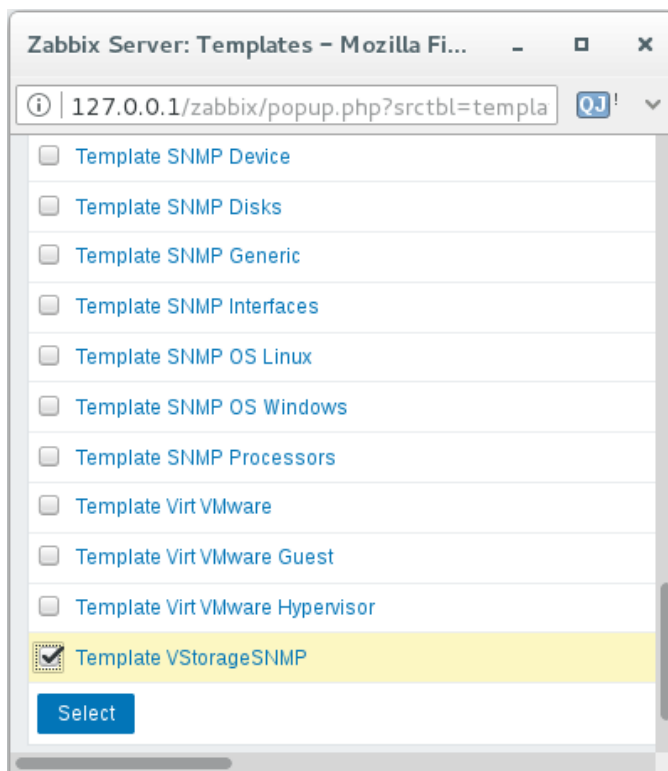 Zabbix Server: Templates – Mozilla Fi...
127.0.0.1/zabbix/popup.php?srctbl=templa QJ !
Template SNMP Device
Template SNMP Disks
Template SNMP Generic
Template SNMP Interfaces
Template SNMP OS Linux
Template SNMP OS Windows
Template SNMP Processors
Template Virt VMware
Template Virt VMware Guest
Template Virt VMware Hypervisor
Template VStorageSNMP
Select